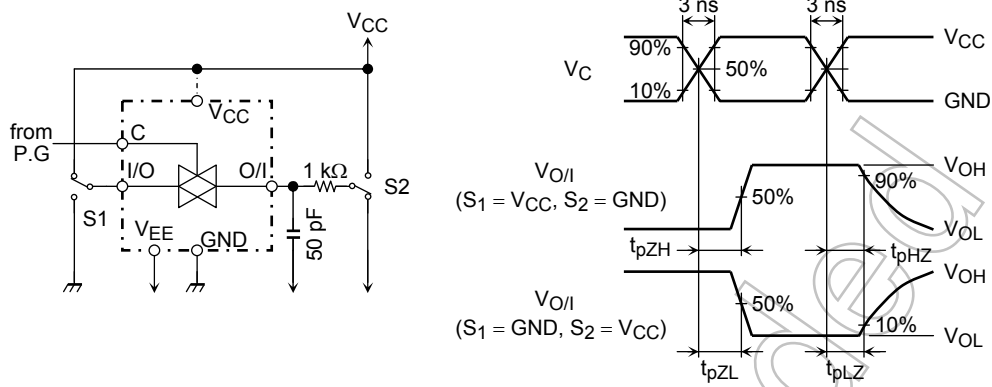 VCC
from
P.G
C
VCC
I/O
O/I
1 kΩ
S2
S1
VEE
GND
50 pF
3 ns
3 ns
VC
90%
10%
50%
VCC
GND
VO/I
(S1 = VCC, S2 = GND)
50%
VOH
90%
VOL
tpZH
tpHZ
VO/I
(S1 = GND, S2 = VCC)
50%
VOH
10%
VOL
tpZL
tpLZ
ded